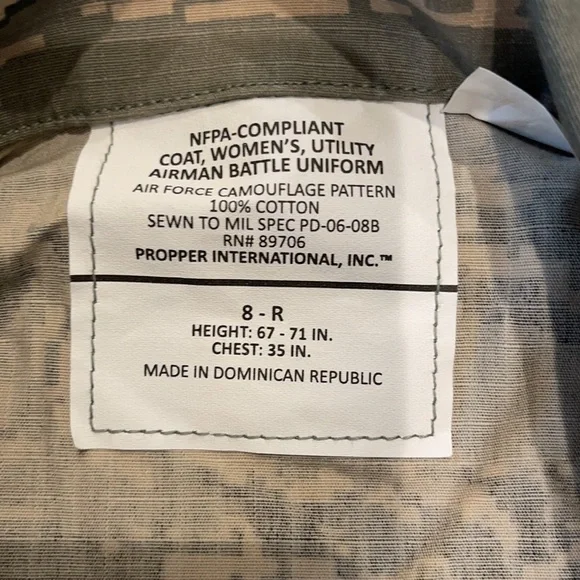 NFPA-COMPLIANT
COAT, WOMEN'S, UTILITY
AIRMAN BATTLE UNIFORM
AIR FORCE CAMOUFLAGE PATTERN
100% COTTON
SEWN TO MIL SPEC PD-06-08B
RN# 89706
PROPPER INTERNATIONAL, INC.™
8 - R
HEIGHT: 67 - 71 IN.
CHEST: 35 IN.
MADE IN DOMINICAN REPUBLIC